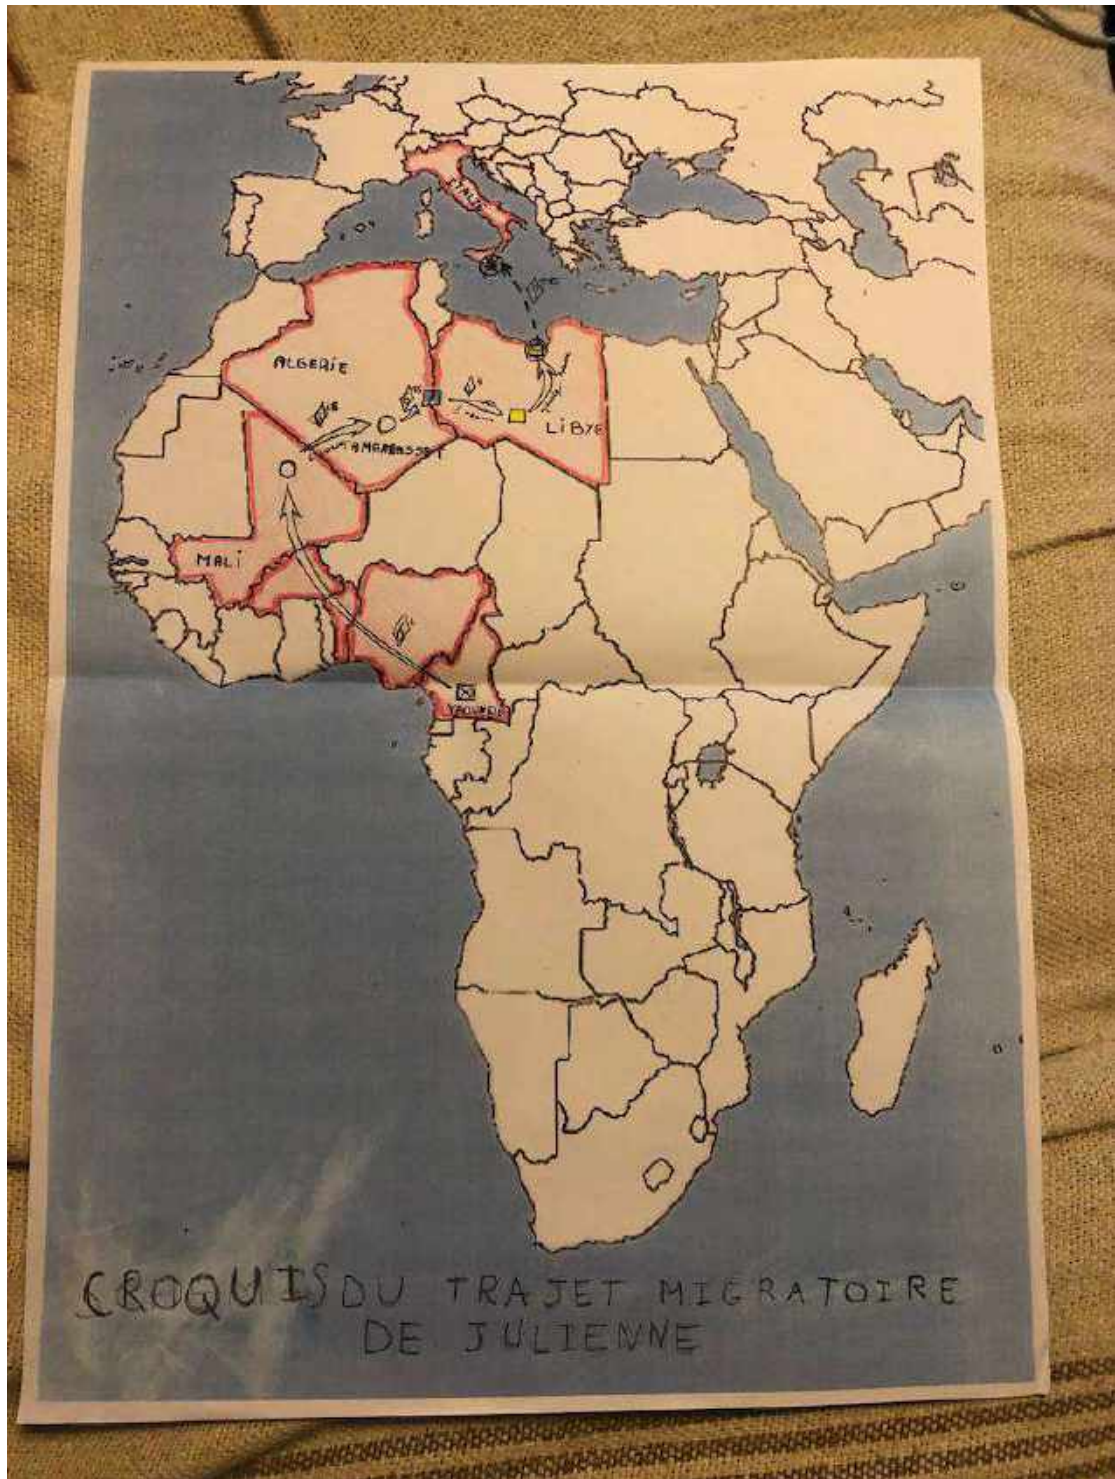 ITALIE
ALGERIE
TAMANRASSET
LIBYE
MALI
YAOUNDE
CROQUIS DU TRAJET MIGRATOIRE
DE JULIENNE